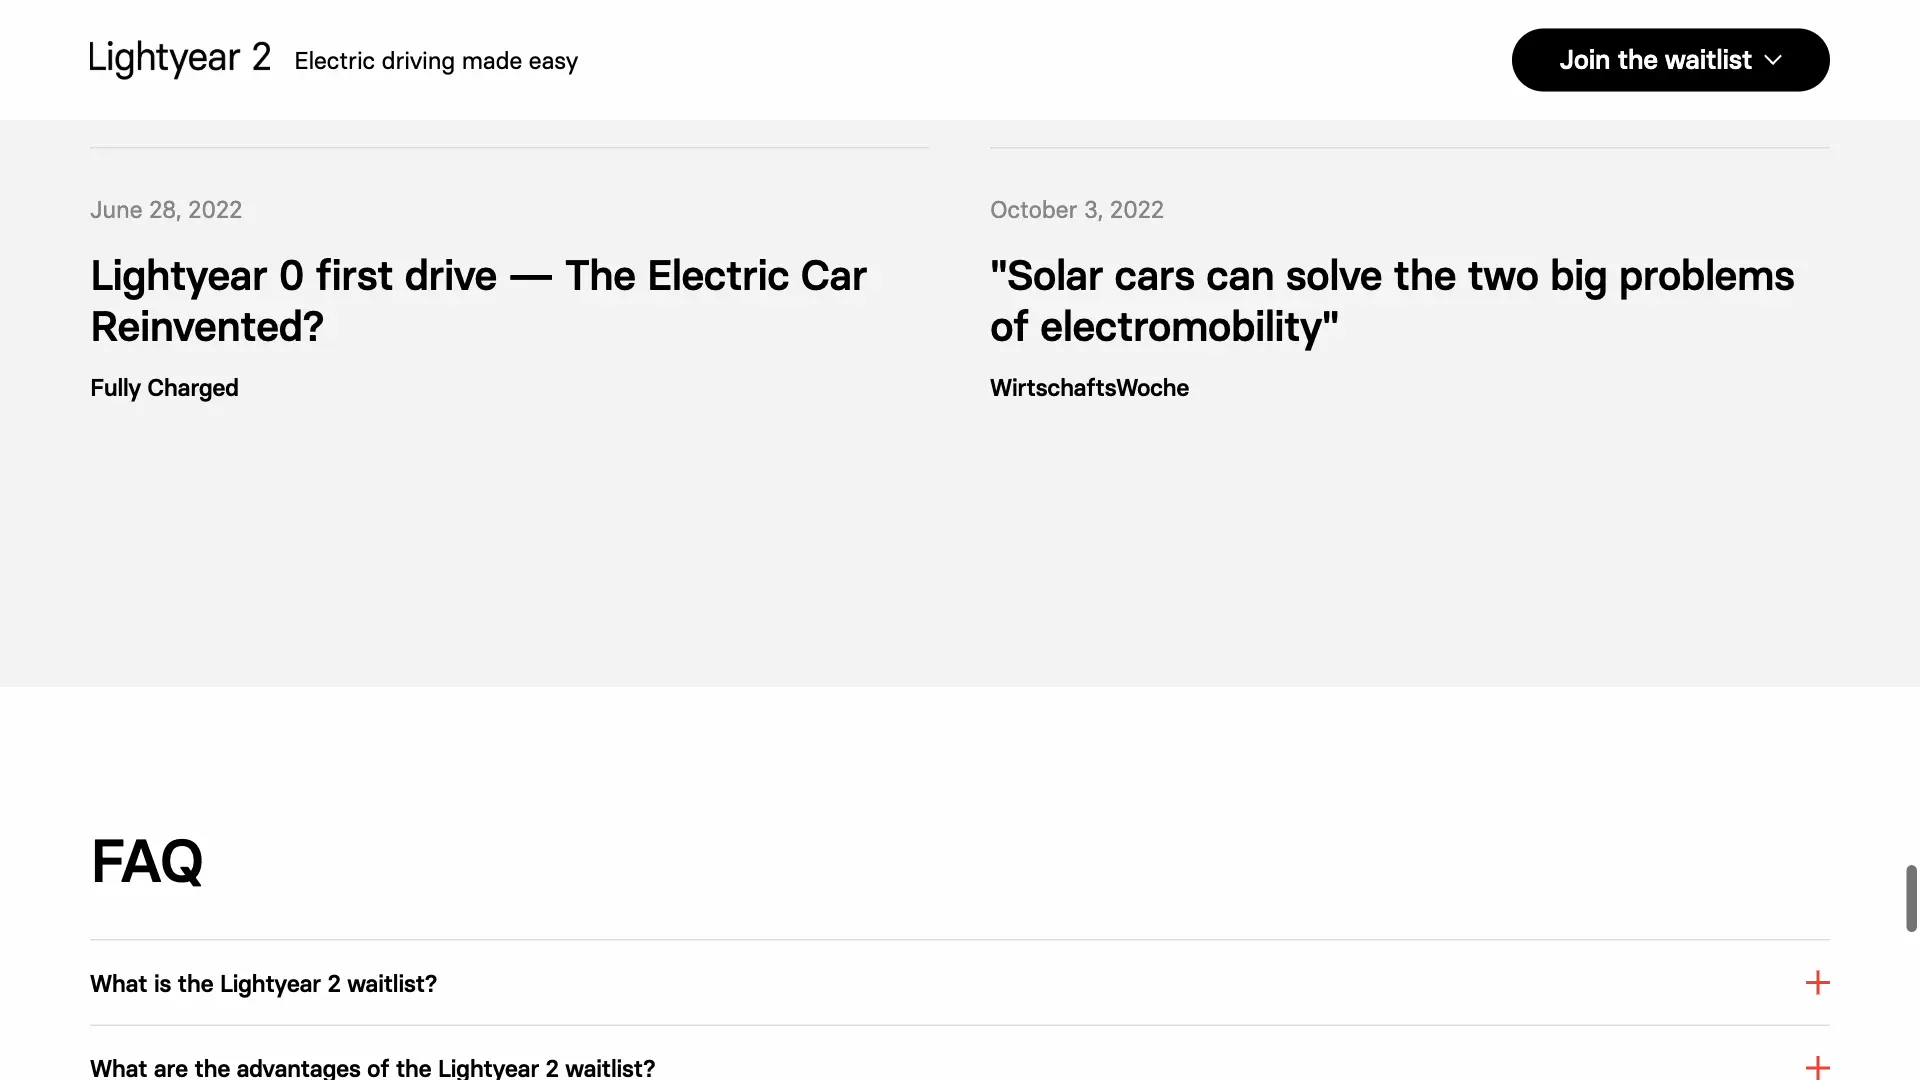 Lightyear 2 Electric driving made easy
Join the waitlist
June 28, 2022
Lightyear 0 first drive — The Electric Car
Reinvented?
Fully Charged
October 3, 2022
"Solar cars can solve the two big problems
of electromobility"
WirtschaftsWoche
FAQ
What is the Lightyear 2 waitlist?
What are the advantages of the Lightyear 2 waitlist?